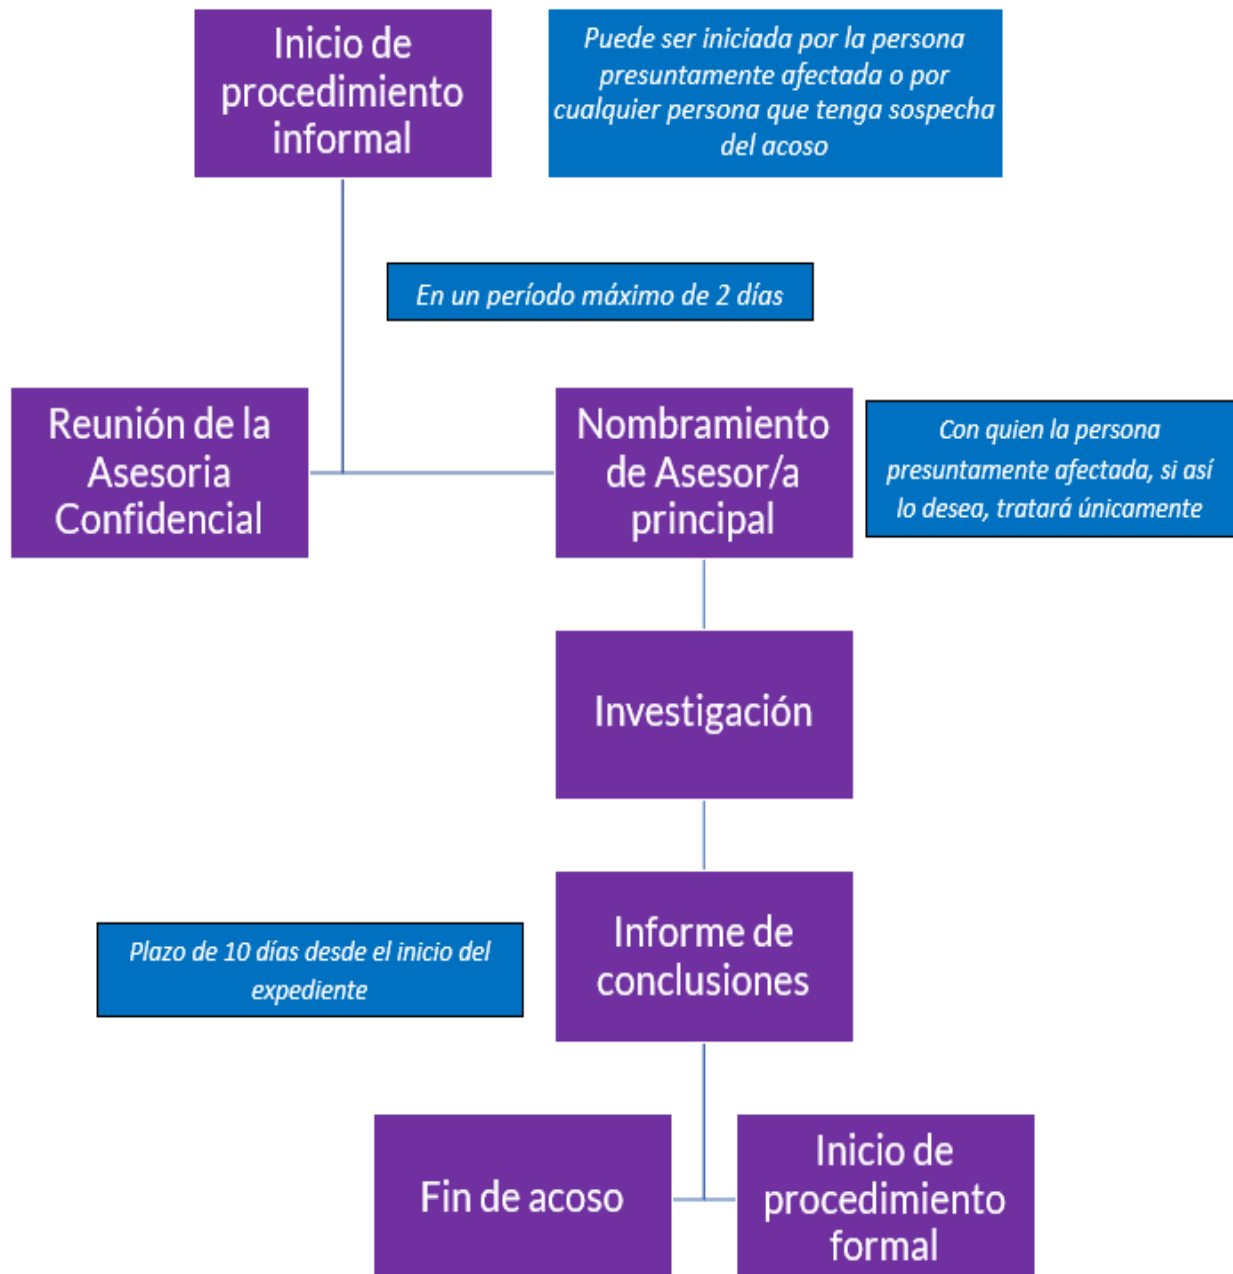 Inicio de
procedimiento
informal
Puede ser iniciada por la persona
presuntamente afectada o por
cualquier persona que tenga sospecha
del acoso
En un período máximo de 2 días
Reunión de la
Asesoria
Confidencial
Nombramiento
de Asesor/a
principal
Con quien la persona
presuntamente afectada, si así
lo desea, tratará únicamente
Investigación
Informe de
conclusiones
Plazo de 10 días desde el inicio del
expediente
Fin de acoso
Inicio de
procedimiento
formal